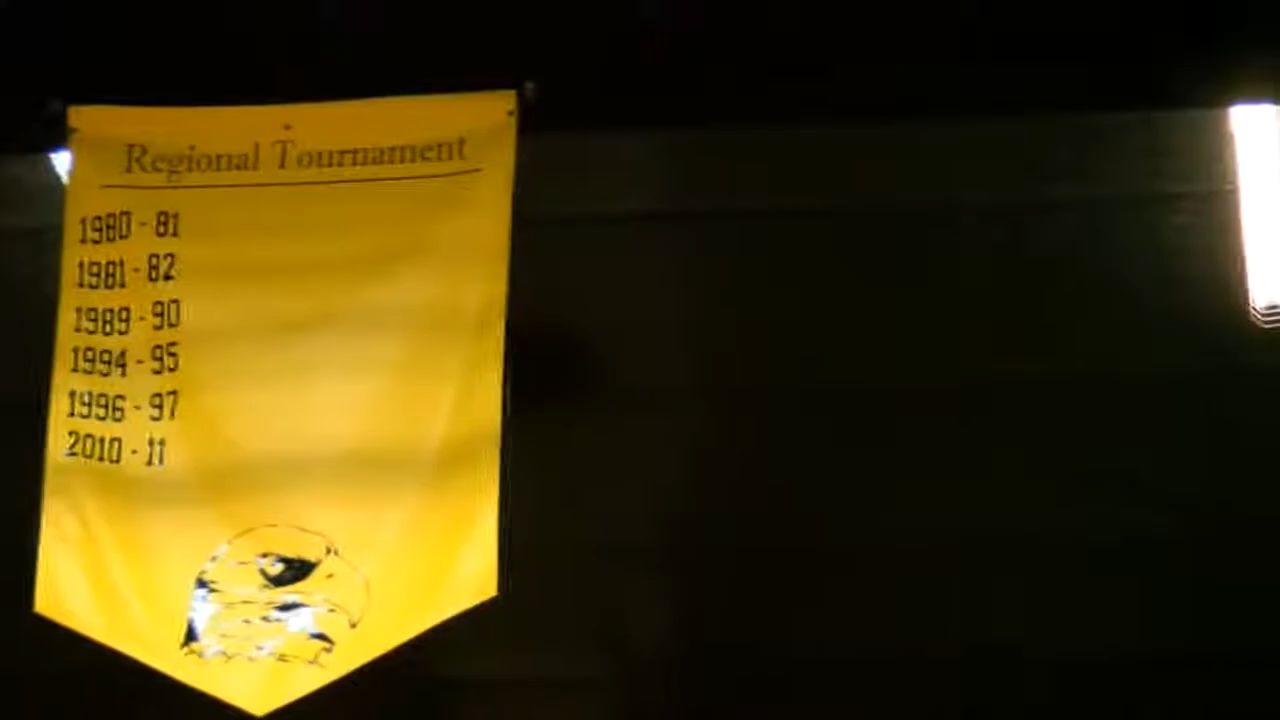 Regional Tournament
1980 - 81
1981 - 82
1989 - 90
1994 - 95
1996 - 97
2010 - 11